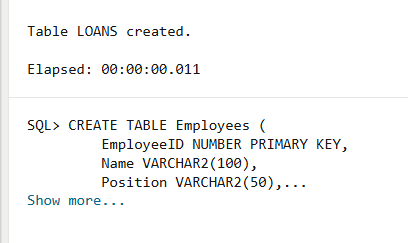 Table LOANS created.
Elapsed: 00:00:00.011
SQL> CREATE TABLE Employees (
EmployeeID NUMBER PRIMARY KEY,
Name VARCHAR2(100),
Position VARCHAR2(50),...
Show more...